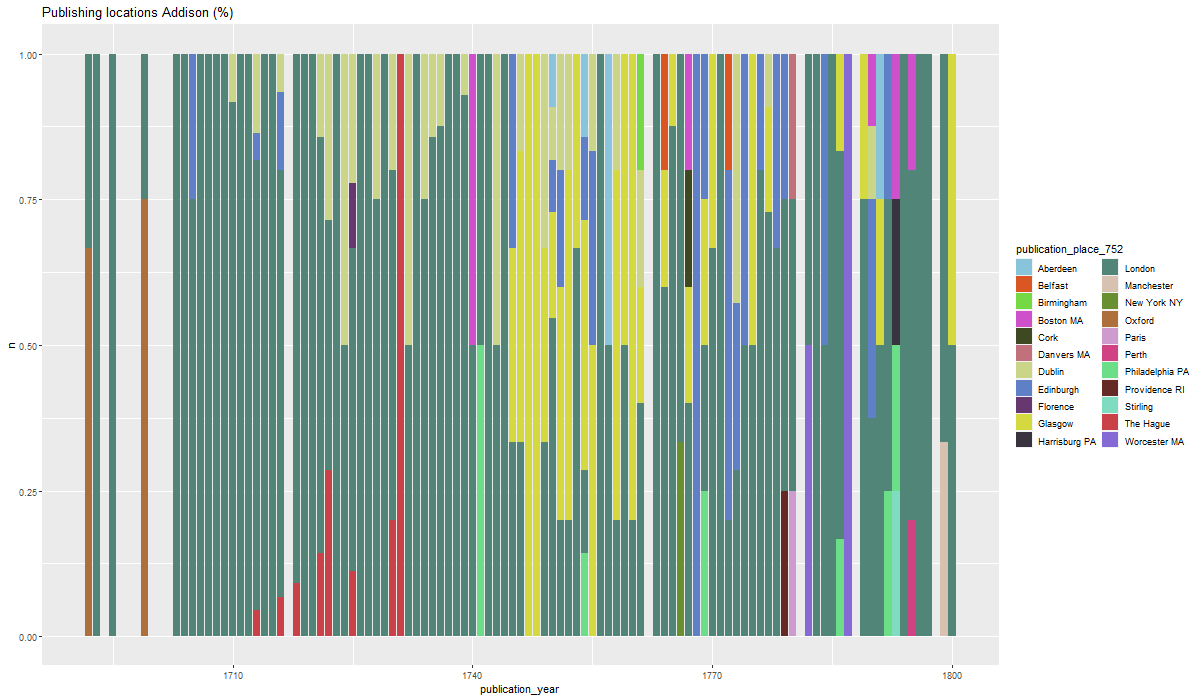 Publishing locations Addison (%)
1.00
0.75
0.50
0.25
0.00
n
1710
1740
1770
1800
publication_year
publication_place_752
Aberdeen
Belfast
Birmingham
Boston MA
Cork
Danvers MA
Dublin
Edinburgh
Florence
Glasgow
Harrisburg PA
London
Manchester
New York NY
Oxford
Paris
Perth
Philadelphia PA
Providence RI
Stirling
The Hague
Worcester MA